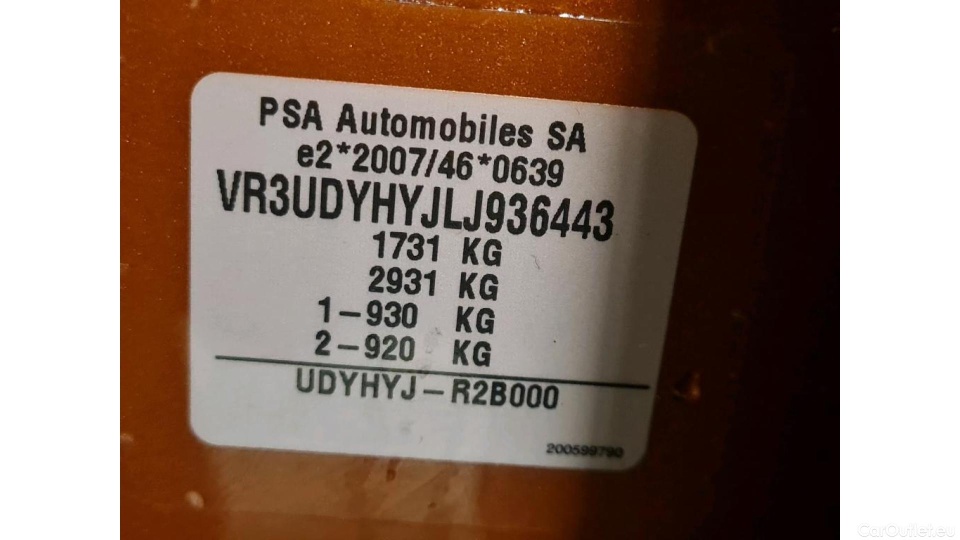 PSA Automobiles SA
e2*2007/46*0639
VR3UDYHYJLJ936443
1731 KG
2931 KG
1-930 KG
2-920 KG
UDYHYJ-R2B000
200599790
CarOutlet.eu